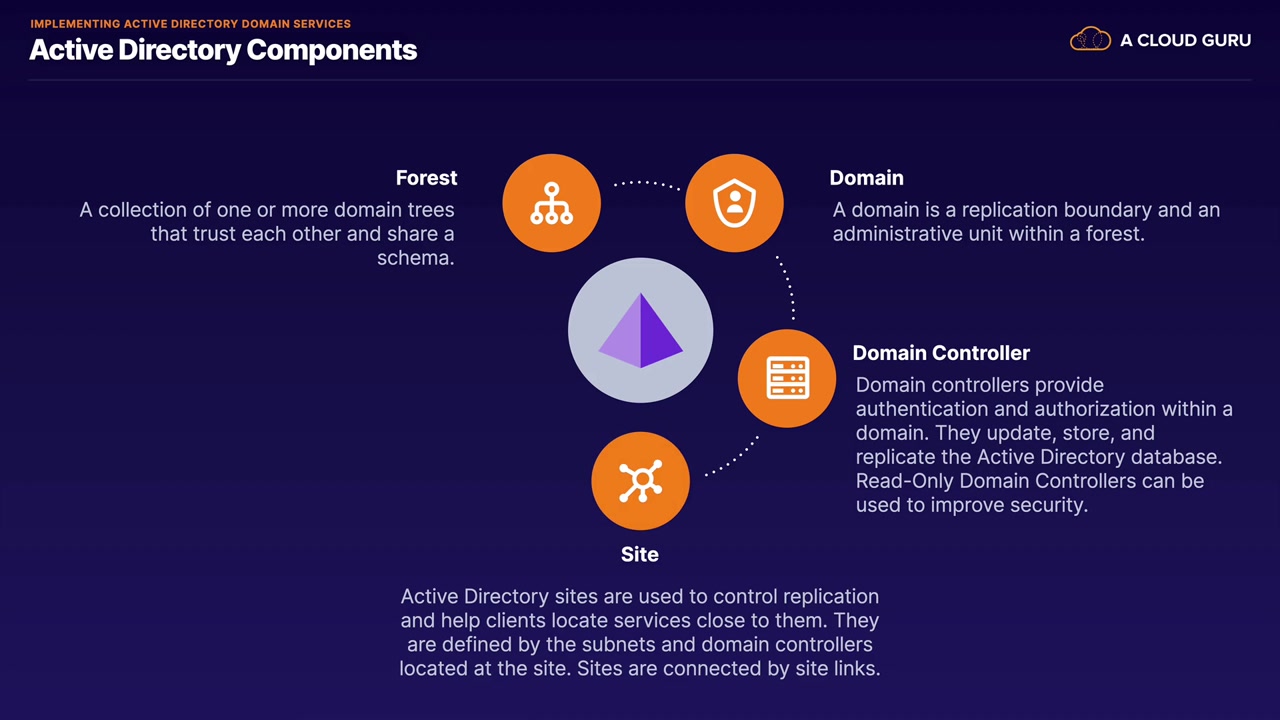 IMPLEMENTING ACTIVE DIRECTORY DOMAIN SERVICES
Active Directory Components
A CLOUD GURU
Forest
A collection of one or more domain trees
that trust each other and share a
schema.
Domain
A domain is a replication boundary and an
administrative unit within a forest.
Domain Controller
Domain controllers provide
authentication and authorization within a
domain. They update, store, and
replicate the Active Directory database.
Read-Only Domain Controllers can be
used to improve security.
Site
Active Directory sites are used to control replication
and help clients locate services close to them. They
are defined by the subnets and domain controllers
located at the site. Sites are connected by site links.